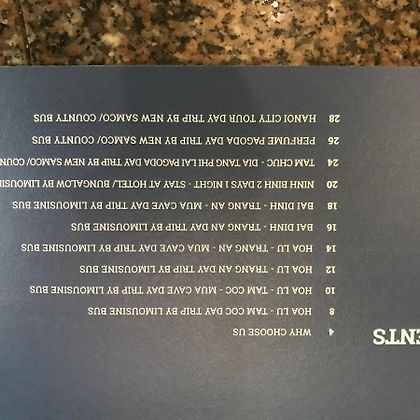 ENTS
4 WHY CHOOSE US
8 HOA LU - TAM COC DAY TRIP BY LIMOUSINE BUS
10 HOA LU - TAM COC - MUA CAVE DAY TRIP BY LIMOUSINE BUS
12 HOA LU - TRANG AN DAY TRIP BY LIMOUSINE BUS
14 HOA LU - TRANG AN - MUA CAVE DAY TRIP BY LIMOUSINE BUS
16 BAI DINH - TRANG AN DAY TRIP BY LIMOUSINE BUS
18 BAI DINH - TRANG AN - MUA CAVE DAY TRIP BY LIMOUSINE BUS
20 NINH BINH 2 DAYS 1 NIGHT - STAY AT HOTEL/ BUNGALOW BY LIMOUSIN
24 TAM CHUC - DIA TANG PHI LAI PAGODA DAY TRIP BY NEW SAMCO/ COUN
26 PERFUME PAGODA DAY TRIP BY NEW SAMCO/ COUNTY BUS
28 HANOI CITY TOUR DAY TRIP BY NEW SAMCO/ COUNTY BUS